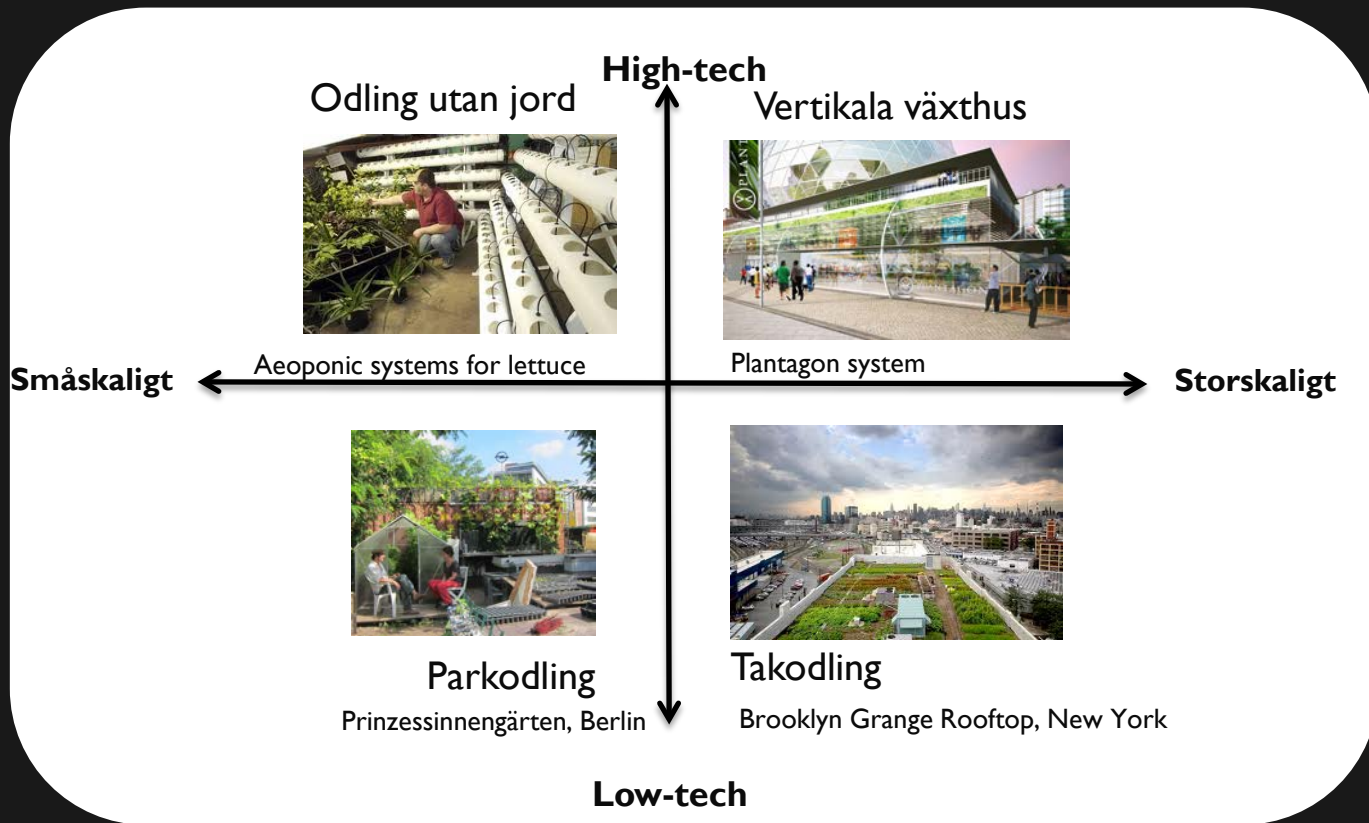 High-tech
Odling utan jord
Vertikala växthus
Aeoponic systems for lettuce
Plantagon system
Småskaligt
Storskaligt
Parkodling
Takodling
Prinzessinnengärten, Berlin
Brooklyn Grange Rooftop, New York
Low-tech